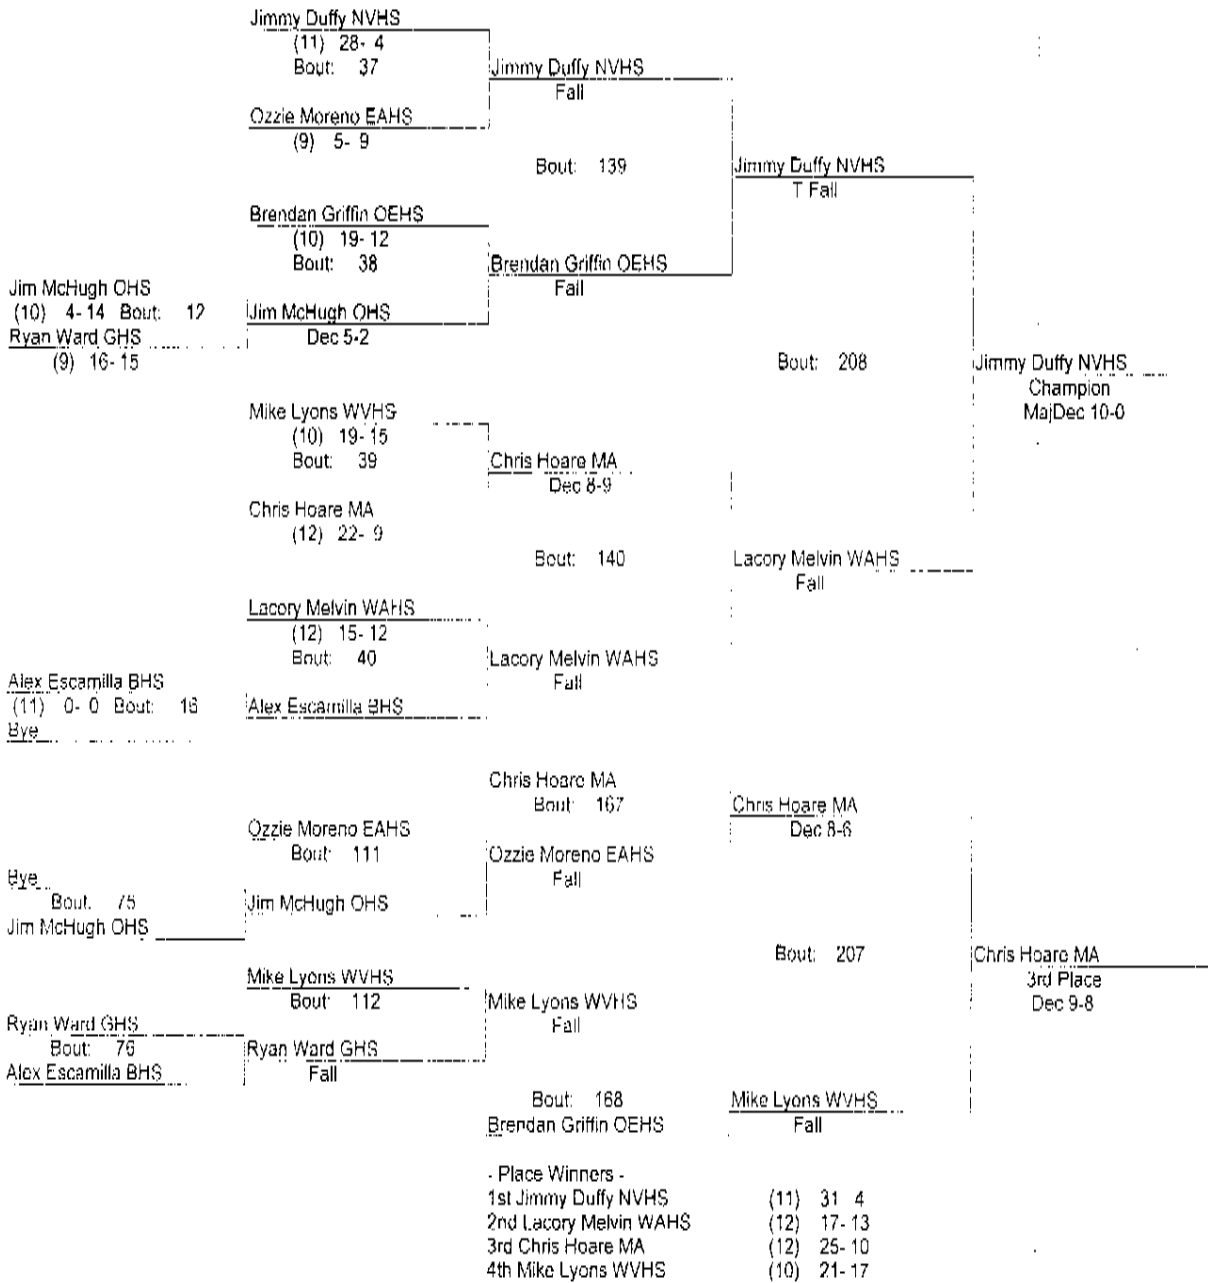 Jimmy Duffy NVHS
(11) 28- 4
Bout: 37
Jimmy Duffy NVHS
Fall
Ozzie Moreno EAHS
(9) 5- 9
Bout: 139
Jimmy Duffy NVHS
T Fall
Brendan Griffin OEHS
(10) 19- 12
Bout: 38
Brendan Griffin OEHS
Fall
Jim McHugh OHS
(10) 4- 14 Bout: 12
Ryan Ward GHS
(9) 16- 15
Jim McHugh OHS
Dec 5-2
Bout: 208
Jimmy Duffy NVHS
Champion
MajDec 10-0
Mike Lyons WVHS
(10) 19- 15
Bout: 39
Chris Hoare MA
Dec 8-9
Chris Hoare MA
(12) 22- 9
Bout: 140
Lacory Melvin WAHS
Fall
Lacory Melvin WAHS
(12) 15- 12
Bout: 40
Lacory Melvin WAHS
Fall
Alex Escamilla BHS
(11) 0- 0 Bout: 16
Bye
Alex Escamilla BHS
Chris Hoare MA
Bout: 167
Chris Hoare MA
Dec 8-6
Ozzie Moreno EAHS
Bout: 111
Ozzie Moreno EAHS
Fall
Bye
Bout: 75
Jim McHugh OHS
Jim McHugh OHS
Bout: 207
Chris Hoare MA
3rd Place
Dec 9-8
Mike Lyons WVHS
Bout: 112
Mike Lyons WVHS
Fall
Ryan Ward GHS
Bout: 76
Alex Escamilla BHS
Ryan Ward GHS
Fall
Bout: 168
Brendan Griffin OEHS
Mike Lyons WVHS
Fall
- Place Winners -
1st Jimmy Duffy NVHS (11) 31 4
2nd Lacory Melvin WAHS (12) 17- 13
3rd Chris Hoare MA (12) 25- 10
4th Mike Lyons WVHS (10) 21- 17